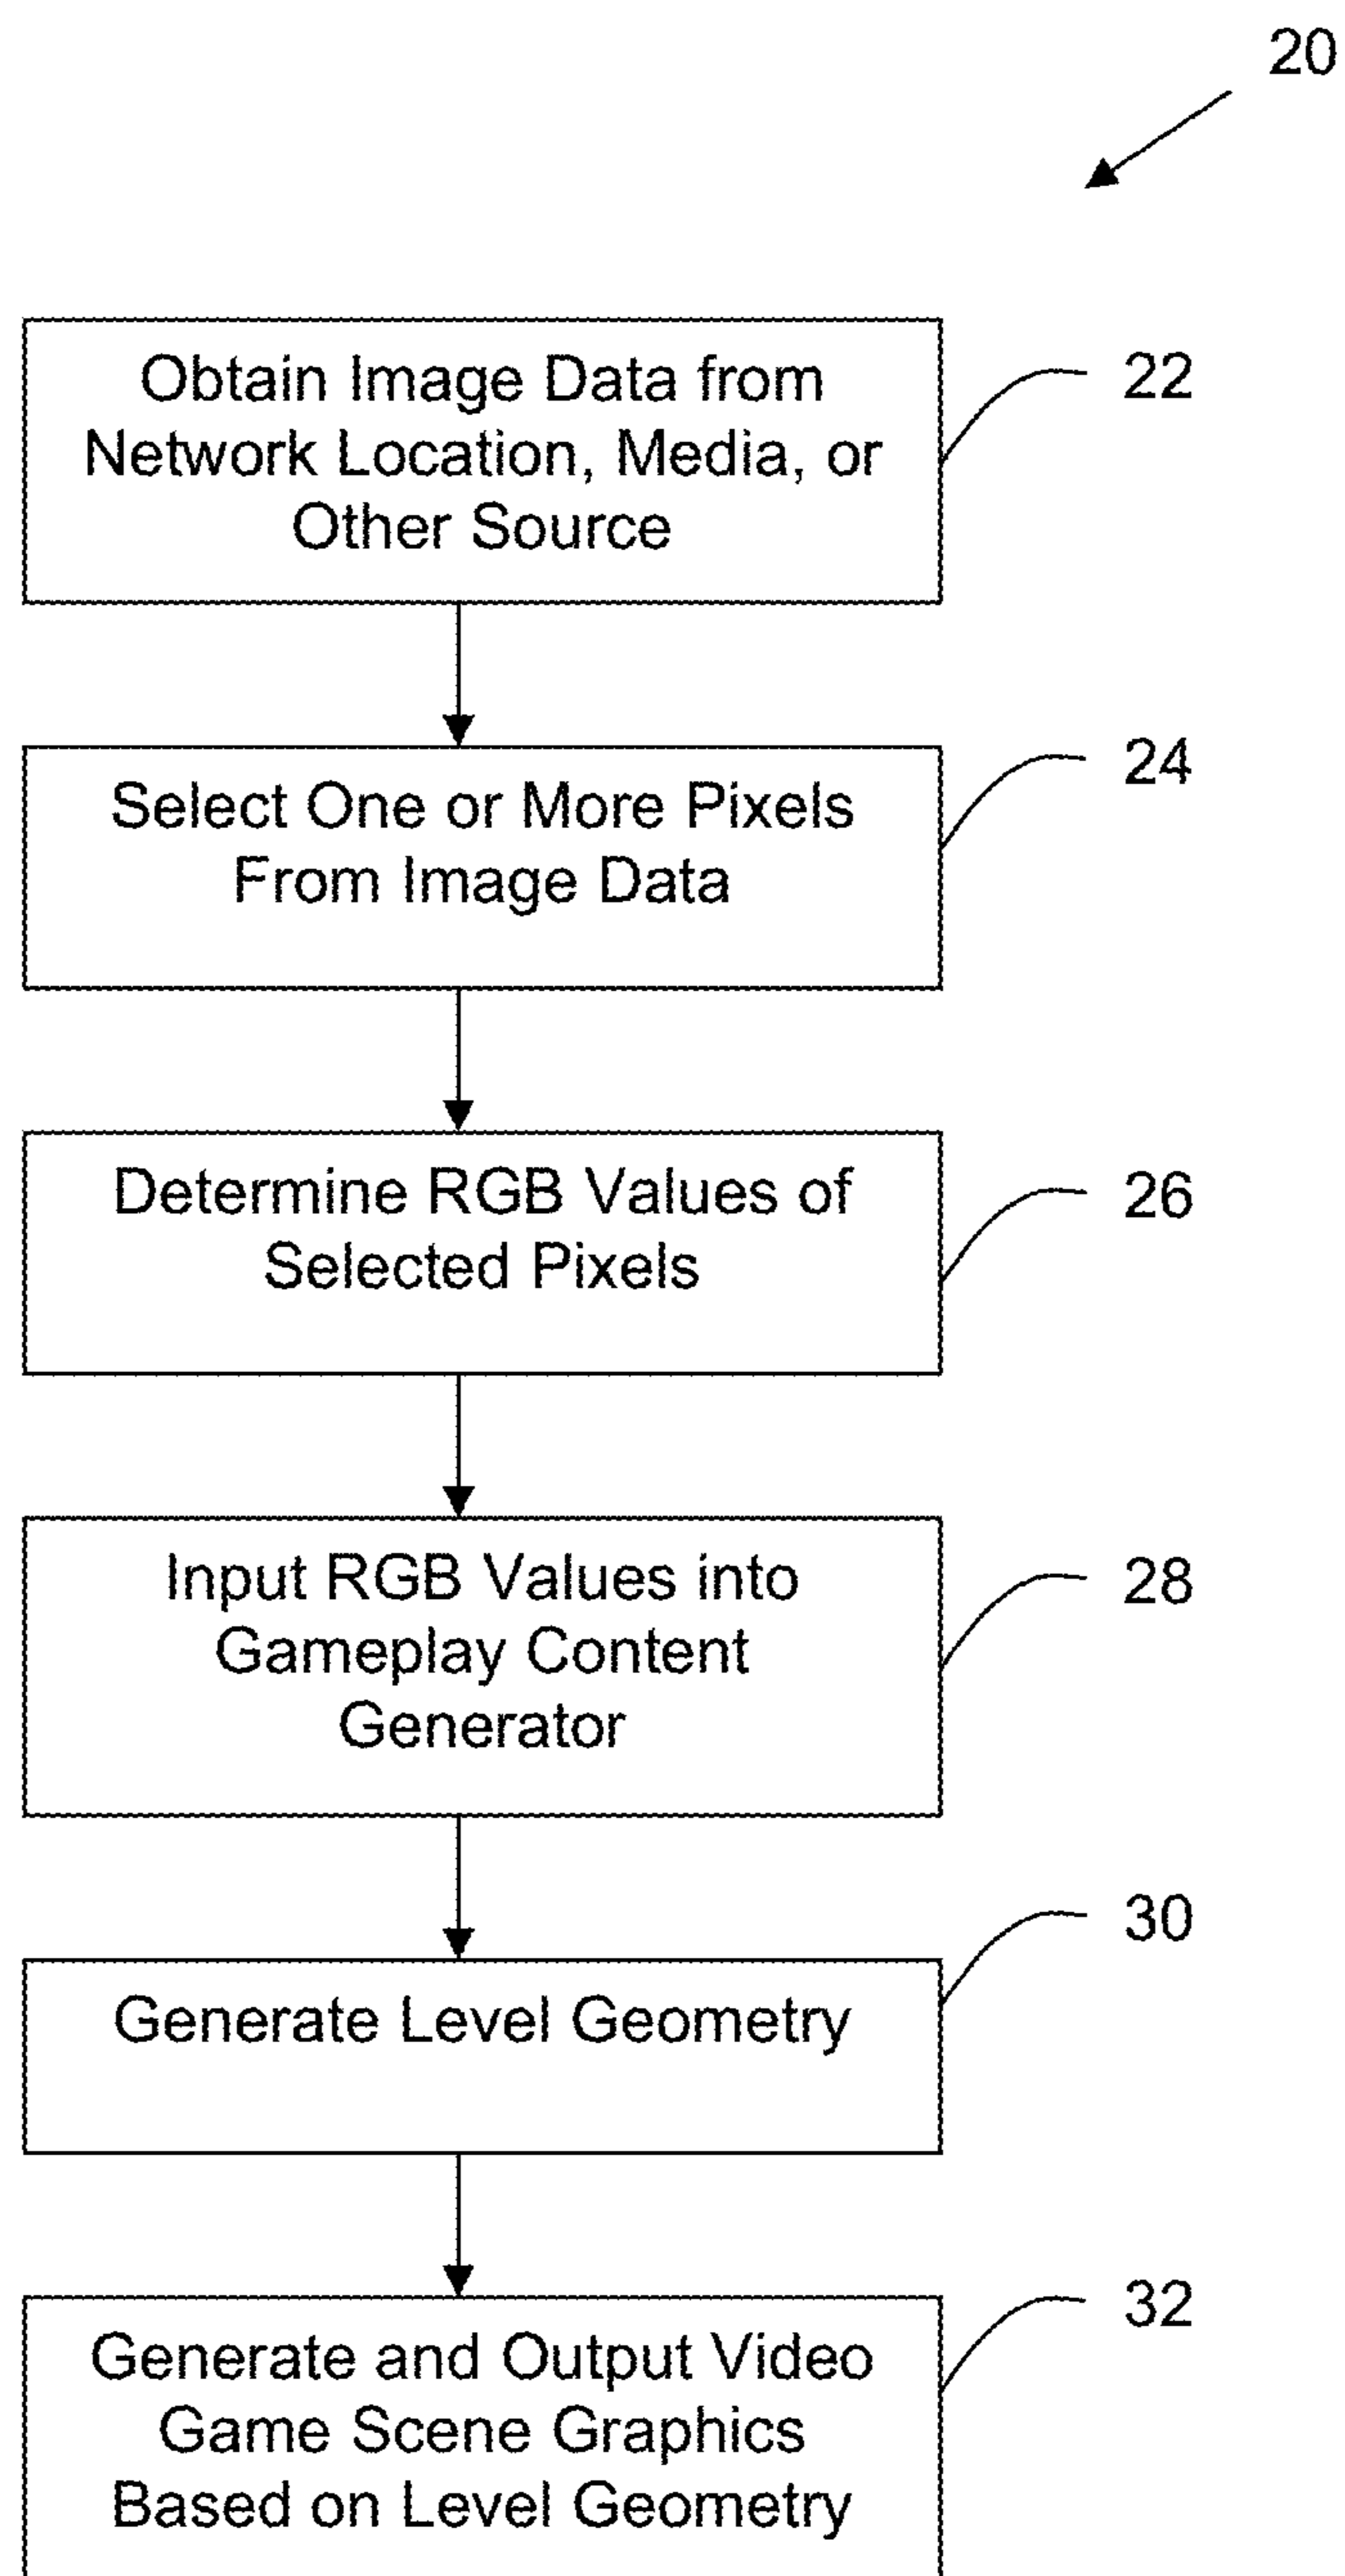 20
Obtain Image Data from
Network Location, Media, or
Other Source
22
Select One or More Pixels
From Image Data
24
Determine RGB Values of
Selected Pixels
26
Input RGB Values into
Gameplay Content
Generator
28
Generate Level Geometry
30
Generate and Output Video
Game Scene Graphics
Based on Level Geometry
32